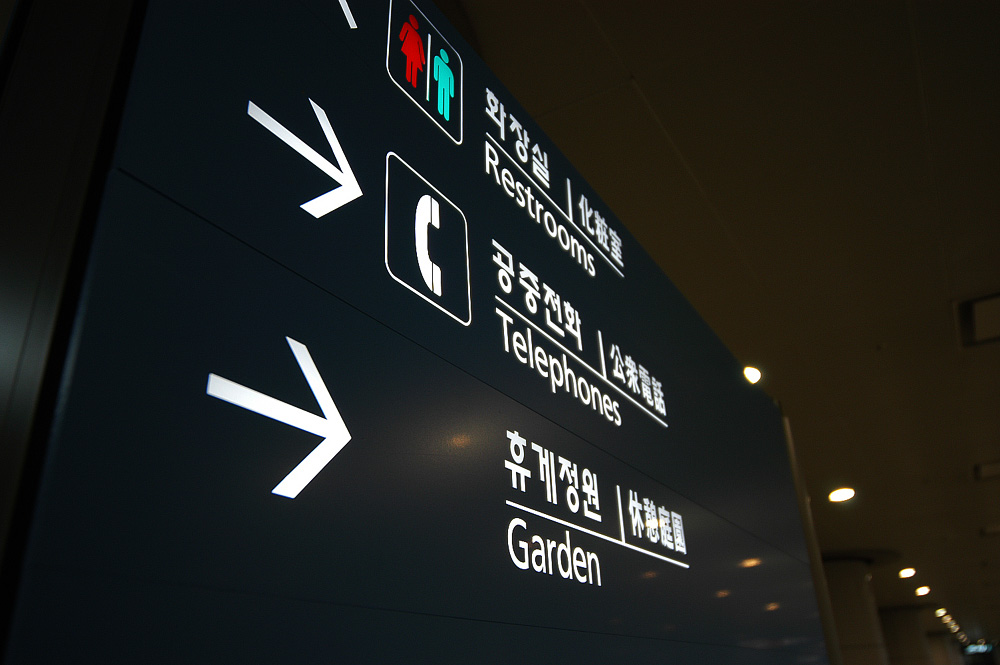 화장실 | 化粧室
Restrooms
공중전화 | 公衆電話
Telephones
휴게정원 | 休憩庭園
Garden